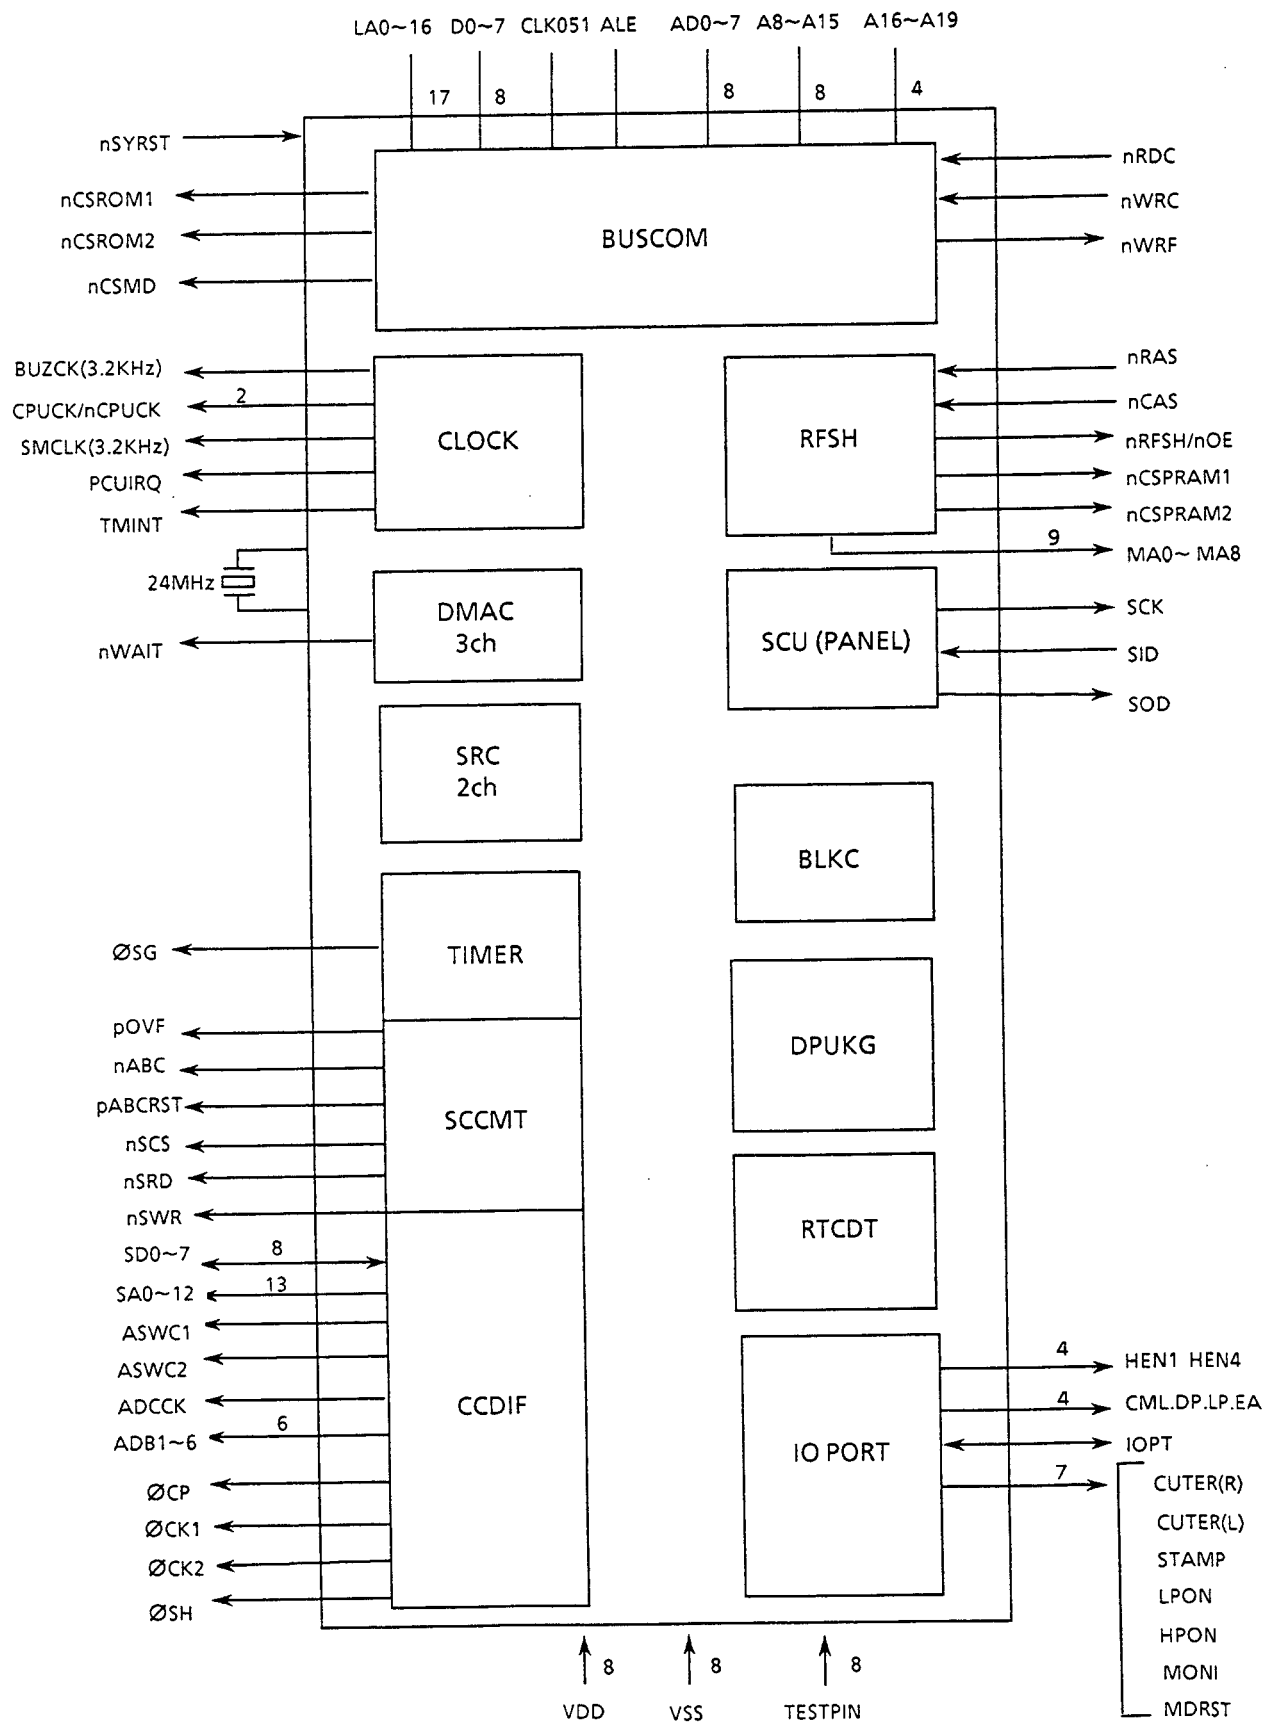 LA0~16 D0~7 CLK051 ALE AD0~7 A8~A15 A16~A19
17 8 8 8 4
nSYRST
nCSROM1
nCSROM2
nCSMD
BUSCOM
nRDC
nWRC
nWRF
BUZCK(3.2KHz)
2
CPUCK/nCPUCK
SMCLK(3.2KHz)
PCUIRQ
TMINT
CLOCK
RFSH
nRAS
nCAS
nRFSH/nOE
nCSPRAM1
nCSPRAM2
9
MA0~ MA8
24MHz
nWAIT
DMAC
3ch
SCU (PANEL)
SCK
SID
SOD
SRC
2ch
BLKC
ØSG
TIMER
DPUKG
pOVF
nABC
pABCRST
nSCS
nSRD
nSWR
SCCMT
RTCDT
SD0~7
8
SA0~12
13
ASWC1
ASWC2
ADCCK
ADB1~6
6
ØCP
ØCK1
ØCK2
ØSH
CCDIF
IO PORT
4
HEN1 HEN4
4
CML.DP.LP.EA
IOPT
7
CUTER(R)
CUTER(L)
STAMP
LPON
HPON
MONI
MDRST
8 8 8
VDD VSS TESTPIN